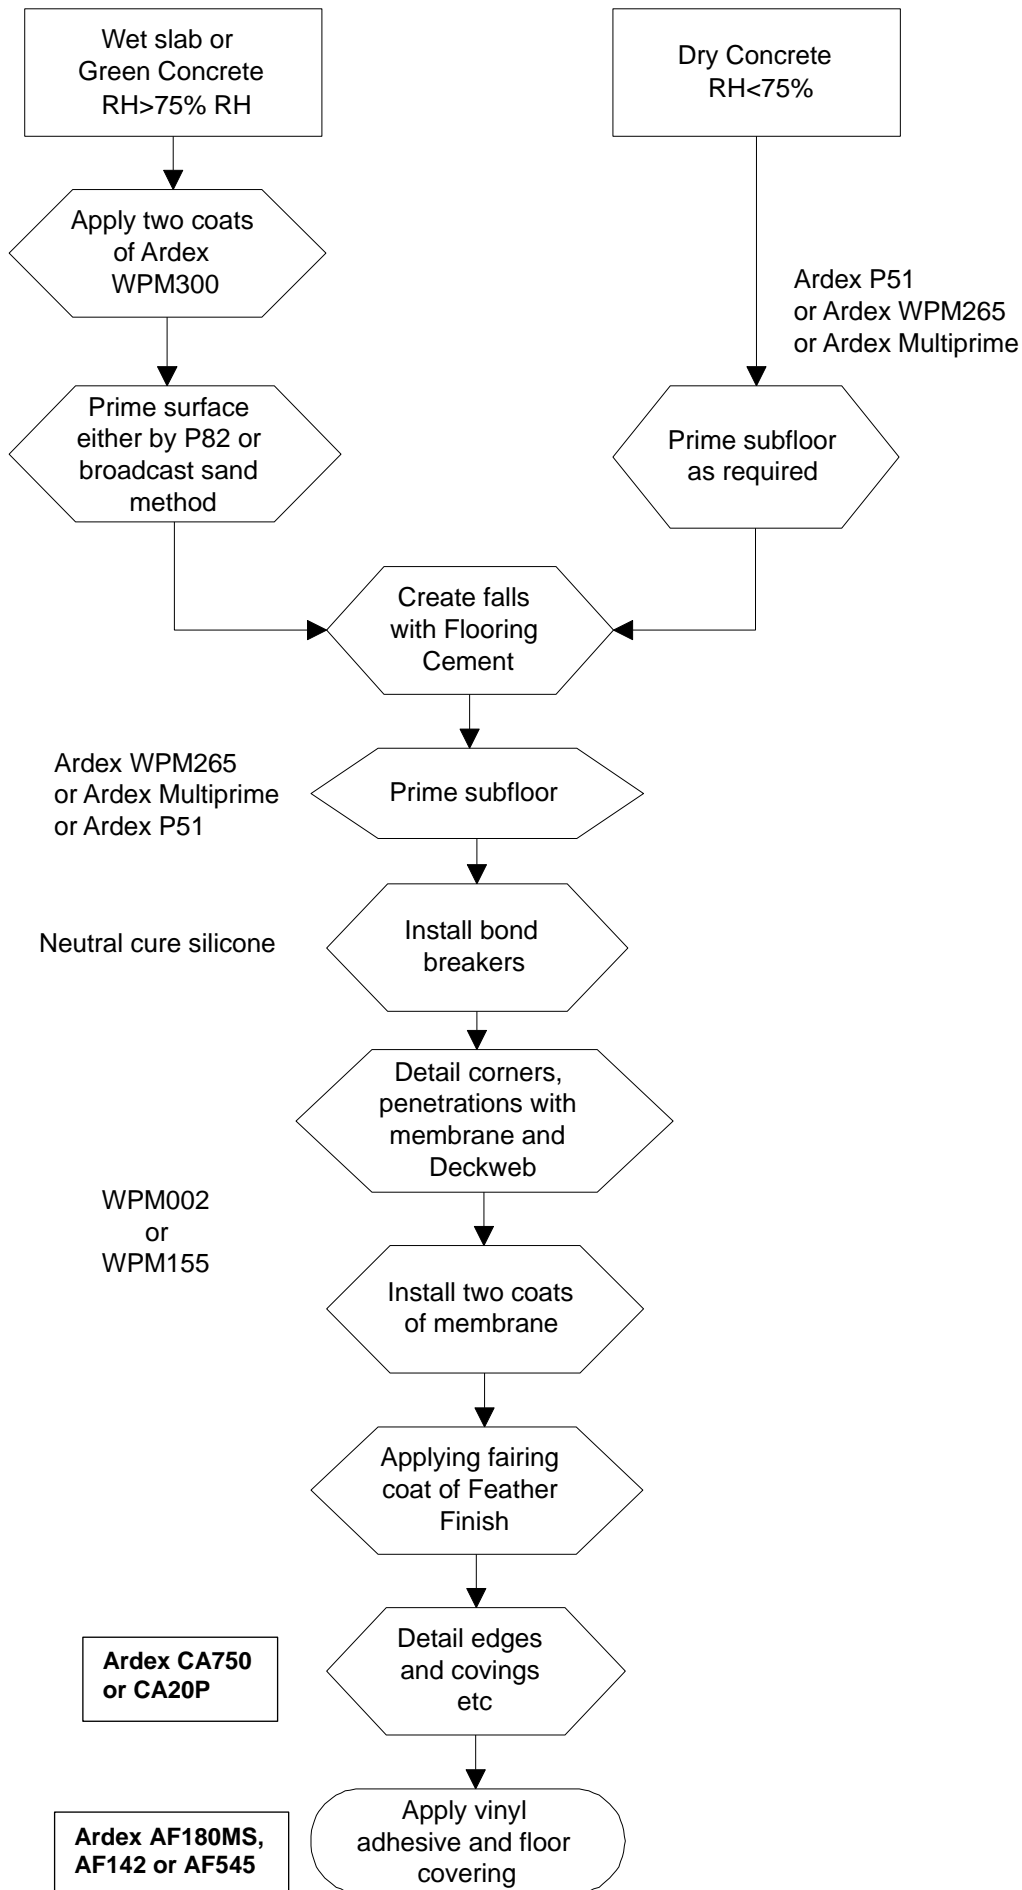 Wet slab or
Green Concrete
RH>75% RH
Dry Concrete
RH<75%
Apply two coats
of Ardex
WPM300
Ardex P51
or Ardex WPM265
or Ardex Multiprime
Prime surface
either by P82 or
broadcast sand
method
Prime subfloor
as required
Create falls
with Flooring
Cement
Ardex WPM265
or Ardex Multiprime
or Ardex P51
Prime subfloor
Neutral cure silicone
Install bond
breakers
Detail corners,
penetrations with
membrane and
Deckweb
WPM002
or
WPM155
Install two coats
of membrane
Applying fairing
coat of Feather
Finish
Ardex CA750
or CA20P
Detail edges
and covings
etc
Ardex AF180MS,
AF142 or AF545
Apply vinyl
adhesive and floor
covering